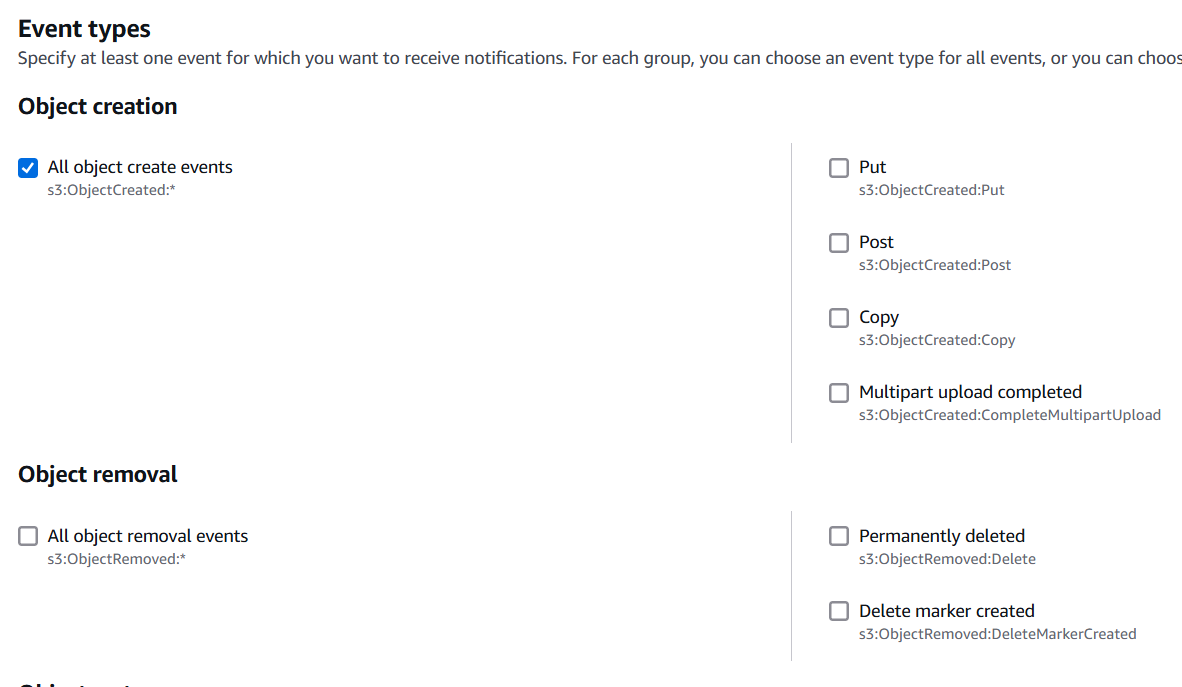 Event types
Specify at least one event for which you want to receive notifications. For each group, you can choose an event type for all events, or you can
Object creation
All object create events
s3:ObjectCreated:*
Put
s3:ObjectCreated:Put
Post
s3:ObjectCreated:Post
Copy
s3:ObjectCreated:Copy
Multipart upload completed
s3:ObjectCreated:CompleteMultipartUpload
Object removal
All object removal events
s3:ObjectRemoved:*
Permanently deleted
s3:ObjectRemoved:Delete
Delete marker created
s3:ObjectRemoved:DeleteMarkerCreated